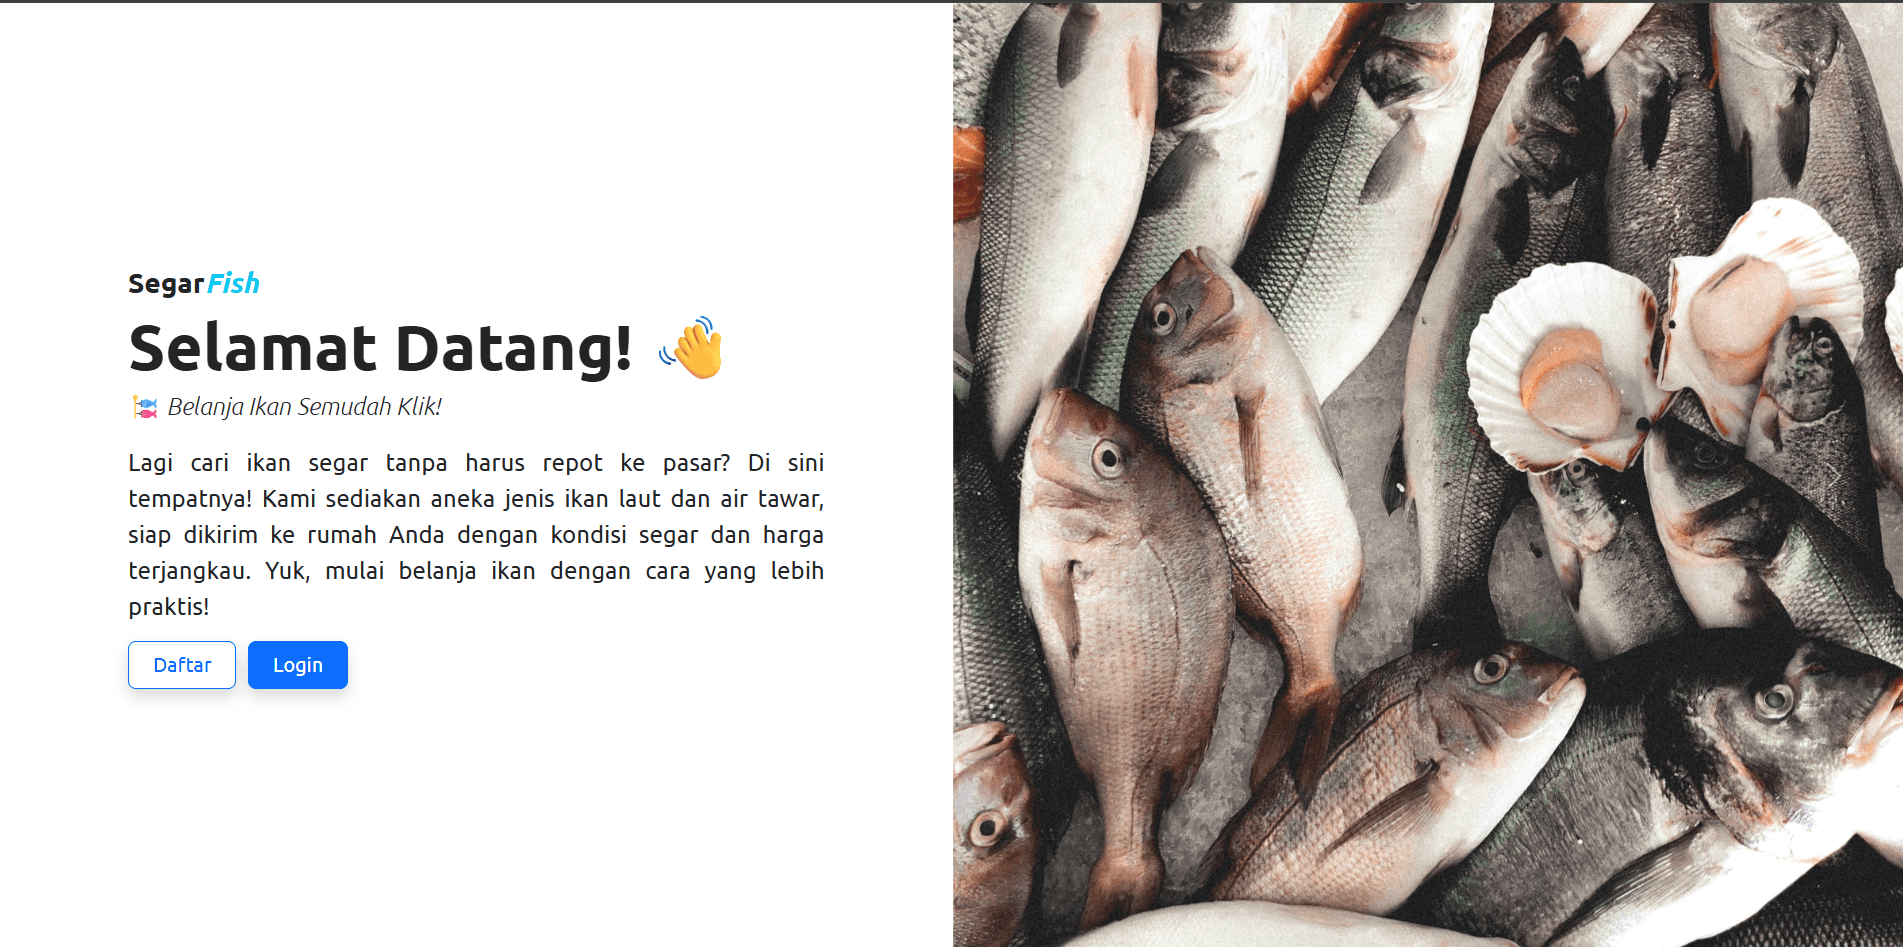 SegarFish
Selamat Datang! 👋
🎏 Belanja Ikan Semudah Klik!
Lagi cari ikan segar tanpa harus repot ke pasar? Di sini
tempatnya! Kami sediakan aneka jenis ikan laut dan air tawar,
siap dikirim ke rumah Anda dengan kondisi segar dan harga
terjangkau. Yuk, mulai belanja ikan dengan cara yang lebih
praktis!
Daftar Login